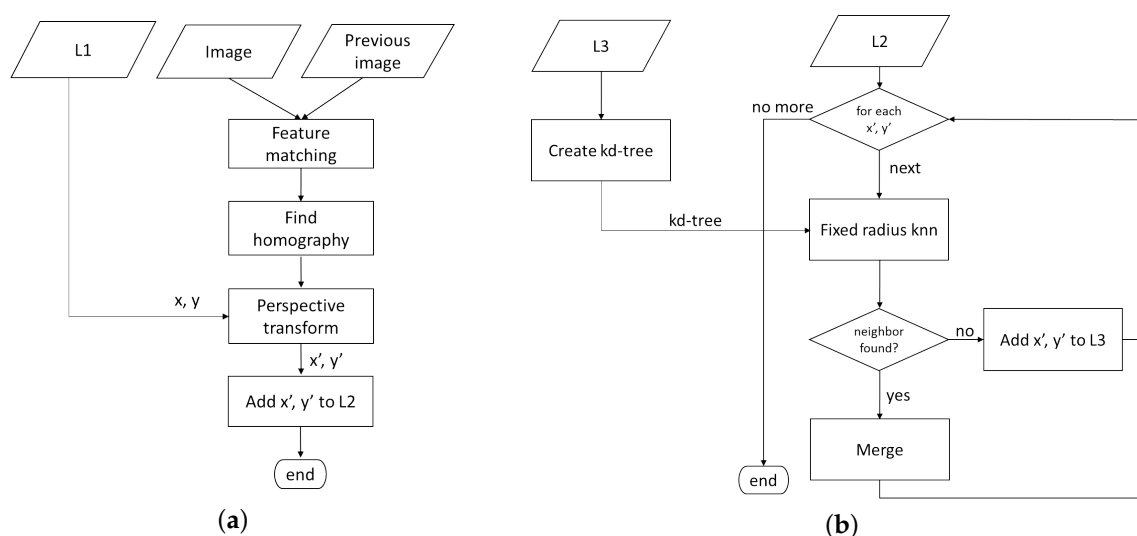 L1
Image
Previous
image
Feature
matching
Find
homography
x, y
Perspective
transform
x’, y’
Add x’, y’ to L2
end
(a)
L3
L2
no more
for each
x’, y’
Create kd-tree
next
kd-tree
Fixed radius knn
neighbor
found?
no
Add x’, y’ to L3
yes
Merge
end
(b)